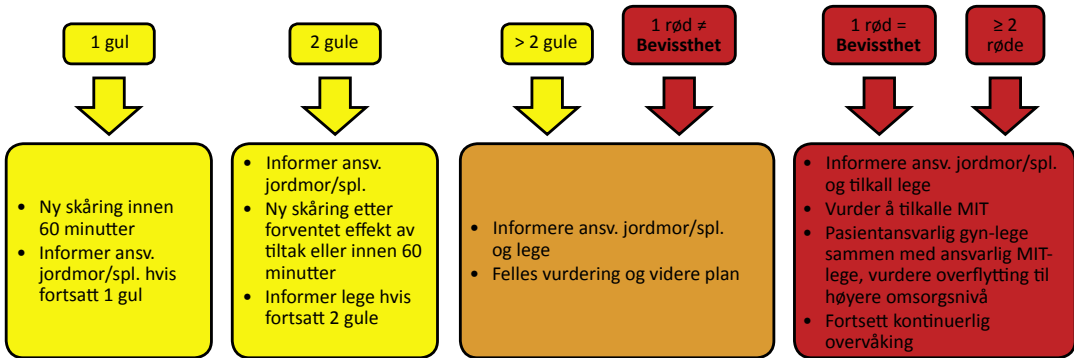 1 gul
2 gule
> 2 gule
1 rød ≠
Bevissthet
1 rød =
Bevissthet
≥ 2
røde
• Ny skåring innen
60 minutter
• Informer ansv.
jordmor/spl. hvis
fortsatt 1 gul
• Informer ansv.
jordmor/spl.
• Ny skåring etter
forventet effekt av
tiltak eller innen 60
minutter
• Informer lege hvis
fortsatt 2 gule
• Informere ansv. jordmor/spl.
og lege
• Felles vurdering og videre plan
• Informere ansv. jordmor/spl.
og tilkall lege
• Vurder å tilkalle MIT
• Pasientansvarlig gyn-lege
sammen med ansvarlig MIT-
lege, vurdere overflytting til
høyere omsorgsnivå
• Fortsett kontinuerlig
overvåking